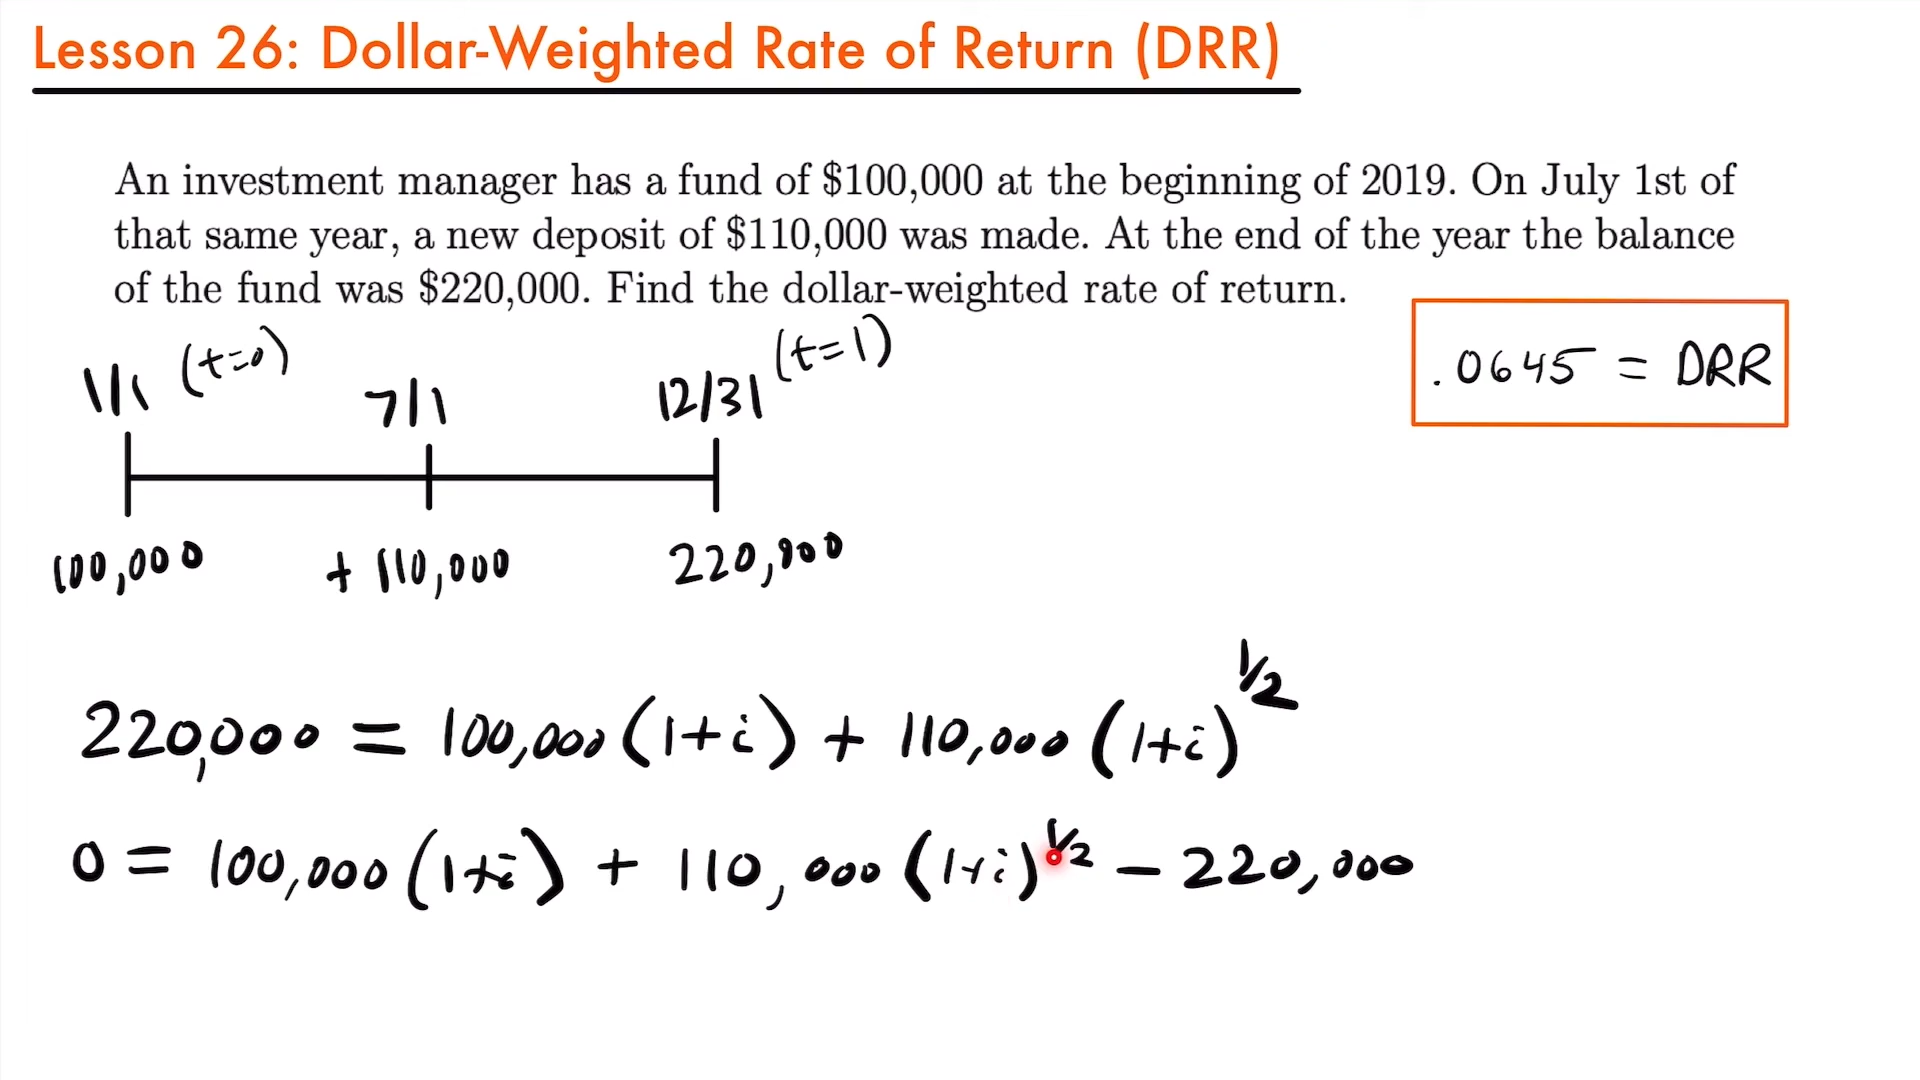 Lesson 26: Dollar-Weighted Rate of Return (DRR)
An investment manager has a fund of $100,000 at the beginning of 2019. On July 1st of
that same year, a new deposit of $110,000 was made. At the end of the year the balance
of the fund was $220,000. Find the dollar-weighted rate of return.
.0645 = DRR
1/1 (t=0) 7/1 12/31 (t=1)
100,000 + 110,000 220,000
220,000 = 100,000 (1+i) + 110,000 (1+i)^1/2
0 = 100,000 (1+i) + 110,000 (1+i)^1/2 - 220,000